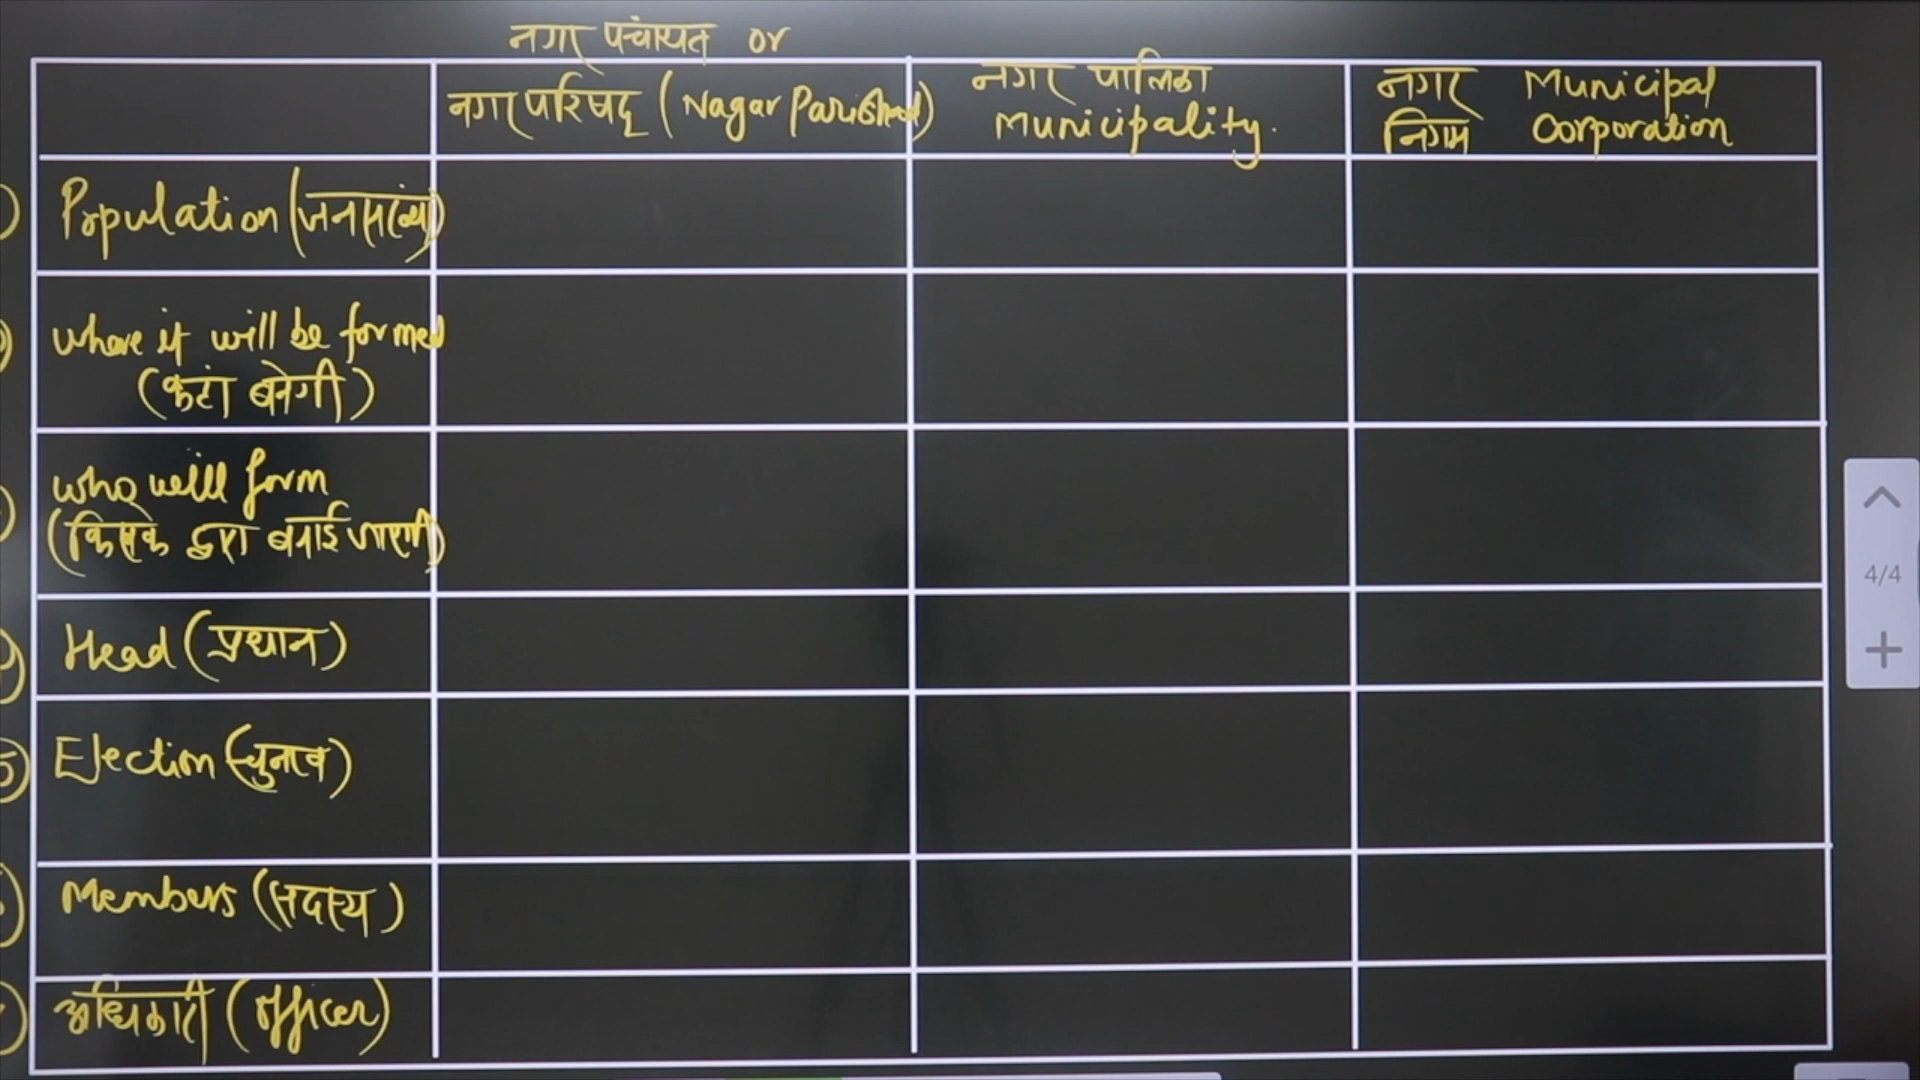 नगर पंचायत or
नगर परिषद् (Nagar Parishad)
नगर पालिका
Municipality.
नगर Municipal
निगम Corporation
Population (जनसंख्या)
where it will be formed
(कहां बनेगी)
who will form
(किसके द्वारा बनाई जाएगी)
Head (प्रधान)
5 Election (चुनाव)
Members (सदस्य)
अधिकारी (officer)
4/4